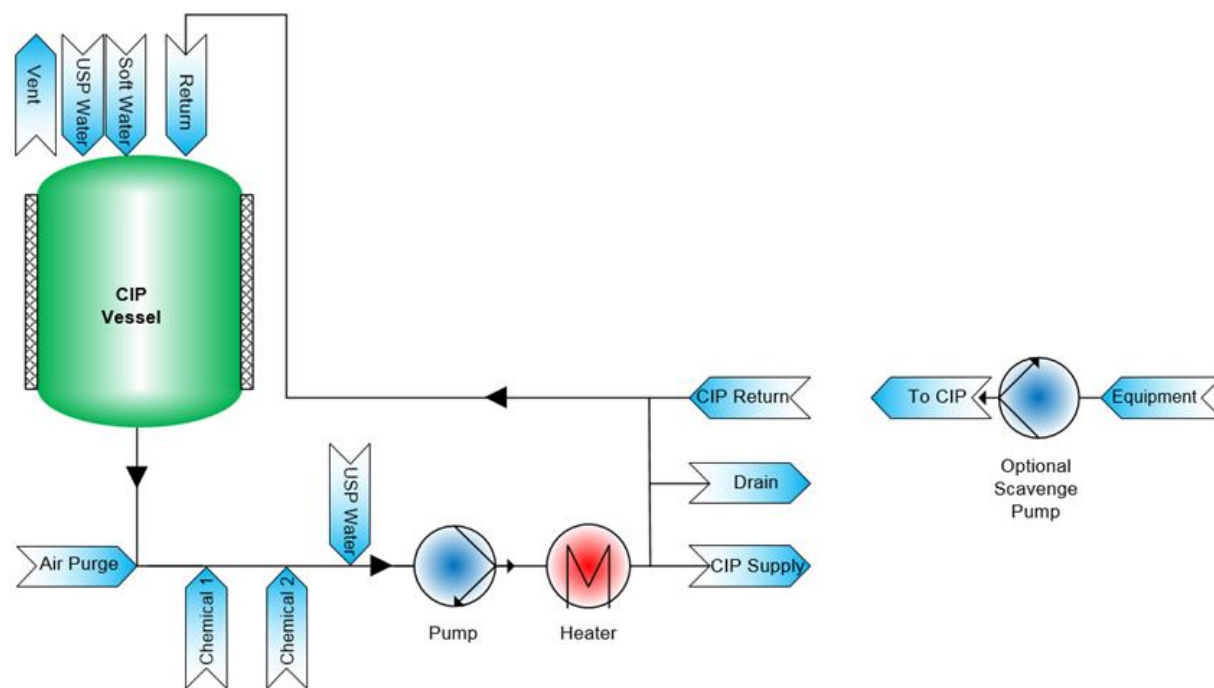 Vent
USP Water
Soft Water
Return
CIP
Vessel
CIP Return
To CIP
Equipment
Optional
Scavenge
Pump
Drain
USP Water
Air Purge
CIP Supply
Chemical 1
Chemical 2
Pump
Heater